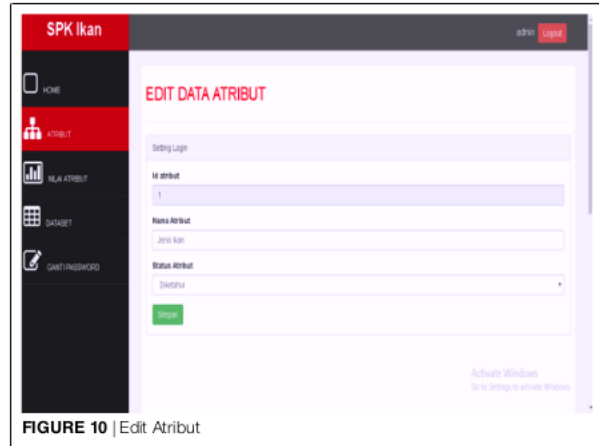 SPK Ikan
admin Logout
HOME
ATRIBUT
NILAI ATRIBUT
DATASET
GANTI PASSWORD
EDIT DATA ATRIBUT
Setting Login
Id atribut
1
Nama Atribut
Jenis Ikan
Status Atribut
Diketahui
Simpan
Activate Windows
Go to Settings to activate Windows.
FIGURE 10 | Edit Atribut